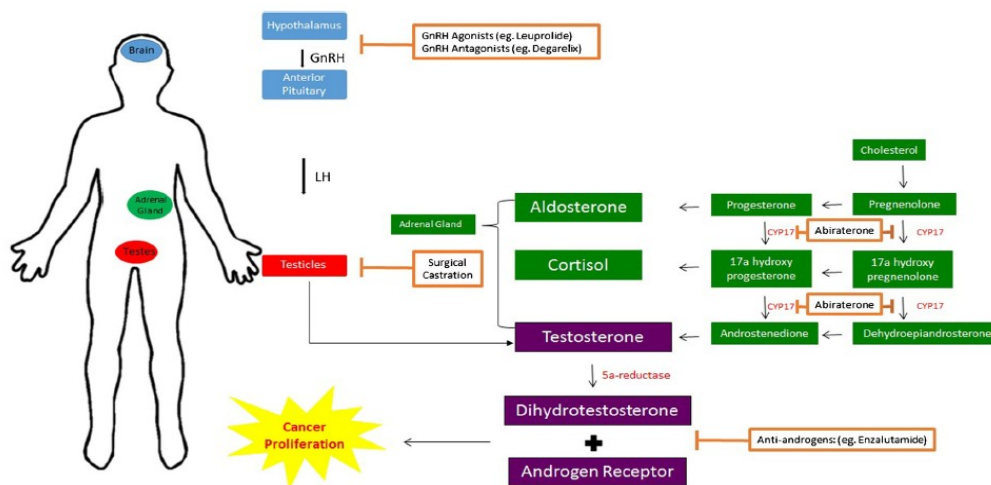 Brain
Adrenal
Gland
Testes
Hypothalamus
GnRH
Anterior
Pituitary
GnRH Agonists (eg. Leuprolide)
GnRH Antagonists (eg. Degarelix)
LH
Testicles
Surgical
Castration
Adrenal Gland
Aldosterone
Cortisol
Testosterone
Cholesterol
Progesterone
Pregnenolone
CYP17
Abiraterone
CYP17
17a hydroxy
progesterone
17a hydroxy
pregnenolone
CYP17
Abiraterone
CYP17
Androstenedione
Dehydroepiandrosterone
5a-reductase
Dihydrotestosterone
Androgen Receptor
Anti-androgens: (eg. Enzalutamide)
Cancer
Proliferation